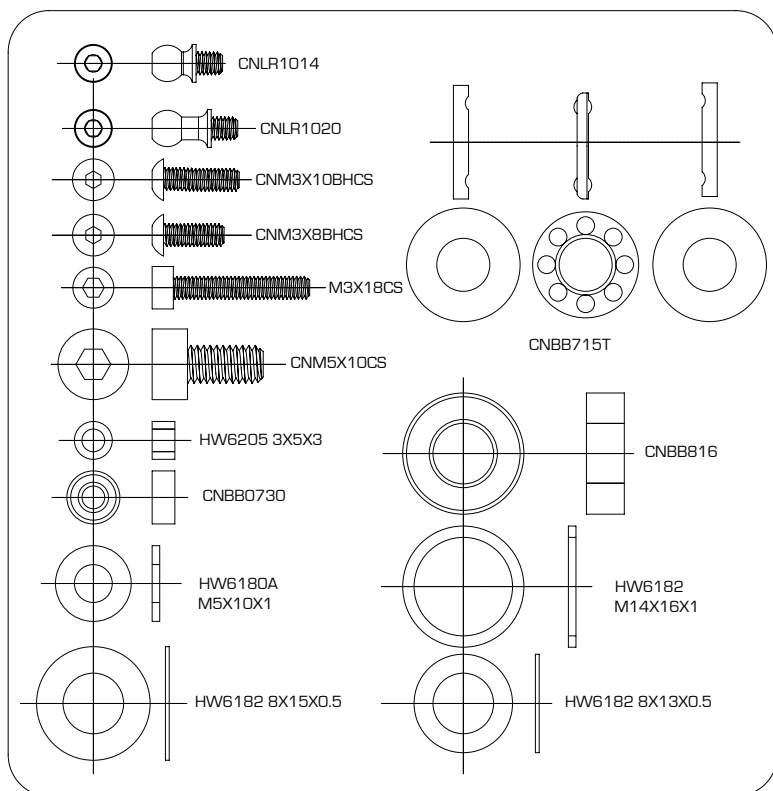 CNLR1014
CNLR1020
CNM3X10BHCS
CNM3X8BHCS
M3X18CS
CNM5X10CS
HW6205 3X5X3
CNBB0730
HW6180A
M5X10X1
HW6182 8X15X0.5
CNBB715T
CNBB816
HW6182
M14X16X1
HW6182 8X13X0.5